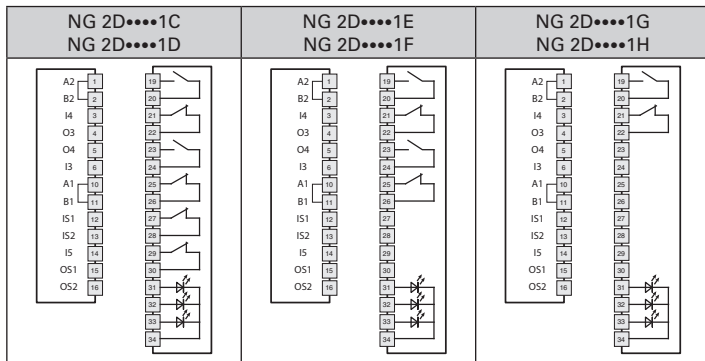 NG 2D••••1C
NG 2D••••1D
NG 2D••••1E
NG 2D••••1F
NG 2D••••1G
NG 2D••••1H
A2 1 19
B2 2 20
I4 3 21
O3 4 22
O4 5 23
I3 6 24
A1 10 25
B1 11 26
IS1 12 27
IS2 13 28
I5 14 29
OS1 15 30
OS2 16 31
32
33
34
A2 1 19
B2 2 20
I4 3 21
O3 4 22
O4 5 23
I3 6 24
A1 10 25
B1 11 26
IS1 12 27
IS2 13 28
I5 14 29
OS1 15 30
OS2 16 31
32
33
34
A2 1 19
B2 2 20
I4 3 21
O3 4 22
O4 5 23
I3 6 24
A1 10 25
B1 11 26
IS1 12 27
IS2 13 28
I5 14 29
OS1 15 30
OS2 16 31
32
33
34